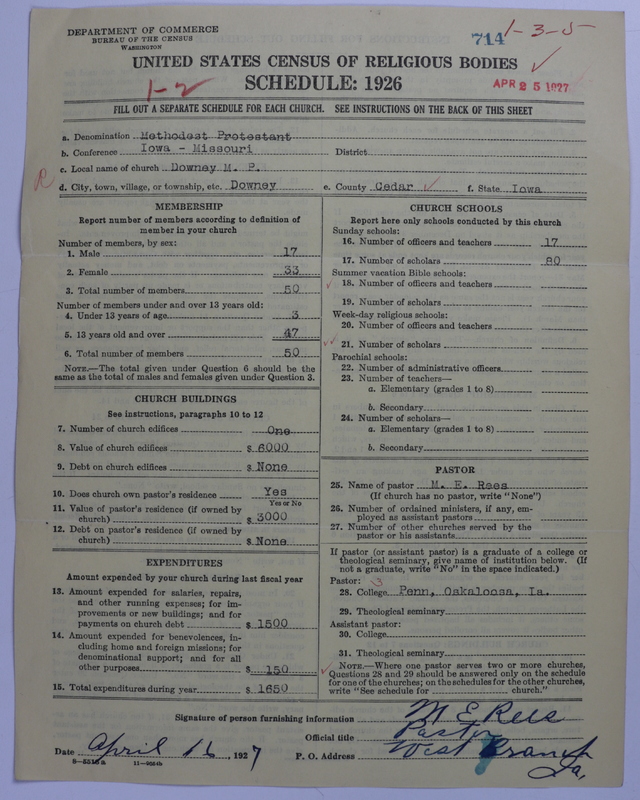 DEPARTMENT OF COMMERCE
BUREAU OF THE CENSUS
WASHINGTON
714
1-3-5
UNITED STATES CENSUS OF RELIGIOUS BODIES
1-2
SCHEDULE: 1926
APR 25 1927
FILL OUT A SEPARATE SCHEDULE FOR EACH CHURCH. SEE INSTRUCTIONS ON THE BACK OF THIS SHEET
a. Denomination Methodest Protestant
b. Conference Iowa - Missouri District
c. Local name of church Downey M. P.
d. City, town, village, or township, etc. Downey e. County Cedar f. State Iowa
MEMBERSHIP
Report number of members according to definition of
member in your church
Number of members, by sex:
1. Male 17
2. Female 33
3. Total number of members 50
Number of members under and over 13 years old:
4. Under 13 years of age 3
5. 13 years old and over 47
6. Total number of members 50
NOTE.—The total given under Question 6 should be
same as the total of males and females given under Question 3.
CHURCH BUILDINGS
See instructions, paragraphs 10 to 12
7. Number of church edifices One
8. Value of church edifices $ 6000
9. Debt on church edifices $ None
10. Does church own pastor's residence Yes
Yes or No
11. Value of pastor's residence (if owned by
church) $ 3000
12. Debt on pastor's residence (if owned by
church) $ None
EXPENDITURES
Amount expended by your church during last fiscal year
13. Amount expended for salaries, repairs,
and other running expenses; for im-
provements or new buildings; and for
payments on church debt $ 1500
14. Amount expended for benevolences, in-
cluding home and foreign missions; for
denominational support; and for all
other purposes $ 150
15. Total expenditures during year $ 1650
CHURCH SCHOOLS
Report here only schools conducted by this church
Sunday schools:
16. Number of officers and teachers 17
17. Number of scholars 80
Summer vacation Bible schools:
18. Number of officers and teachers
19. Number of scholars
Week-day religious schools:
20. Number of officers and teachers
21. Number of scholars
Parochial schools:
22. Number of administrative officers
23. Number of teachers—
a. Elementary (grades 1 to 8)
b. Secondary
24. Number of scholars—
a. Elementary (grades 1 to 8)
b. Secondary
PASTOR
25. Name of pastor M. E. Rees
(If church has no pastor, write "None")
26. Number of ordained ministers, if any, em-
ployed as assistant pastors
27. Number of other churches served by the
pastor or his assistants
If pastor (or assistant pastor) is a graduate of a college or
theological seminary, give name of institution below. (If
not a graduate, write "No" in the space indicated.)
Pastor: 3
28. College Penn, Oskaloosa, Ia.
29. Theological seminary
Assistant pastor:
30. College
31. Theological seminary
NOTE.—Where one pastor serves two or more churches,
Questions 28 and 29 should be answered only on the schedule
for one of the churches; on the schedules for the other churches,
write "See schedule for church."
Signature of person furnishing information M E Rees
Official title Pastor
Date April 16, 1927 P. O. Address West Branch
Ia.